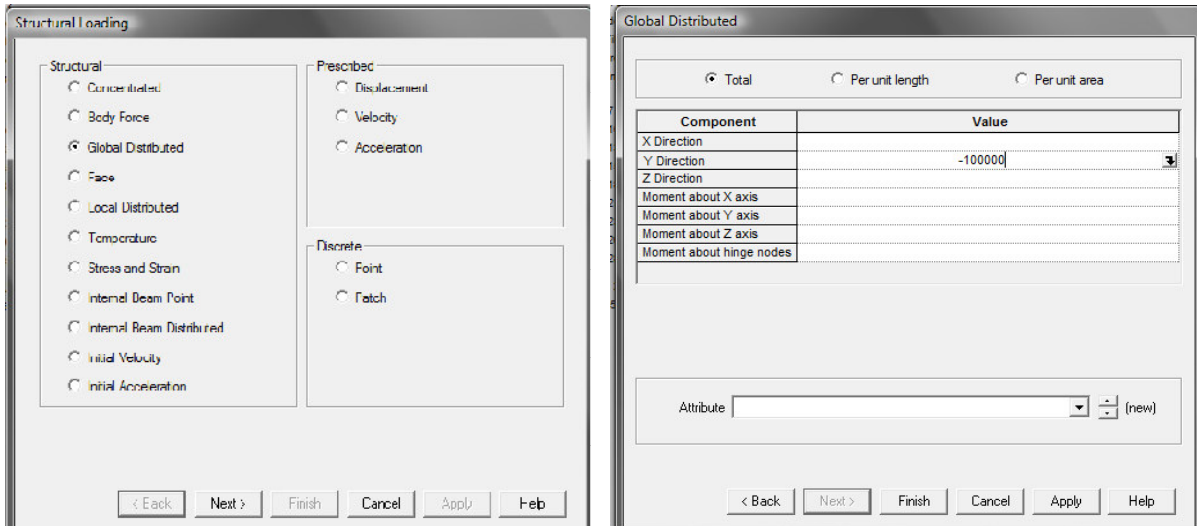 Structural Loading
Structural
Concentrated
Body Force
Global Distributed
Face
Local Distributed
Temperature
Stress and Strain
Internal Beam Point
Internal Beam Distributed
Initial Velocity
Initial Acceleration
Prescribed
Displacement
Velocity
Acceleration
Discrete
Point
Patch
< Back Next > Finish Cancel Apply Help
Global Distributed
Total Per unit length Per unit area
Component Value
X Direction
Y Direction -100000
Z Direction
Moment about X axis
Moment about Y axis
Moment about Z axis
Moment about hinge nodes
Attribute (new)
< Back Next > Finish Cancel Apply Help